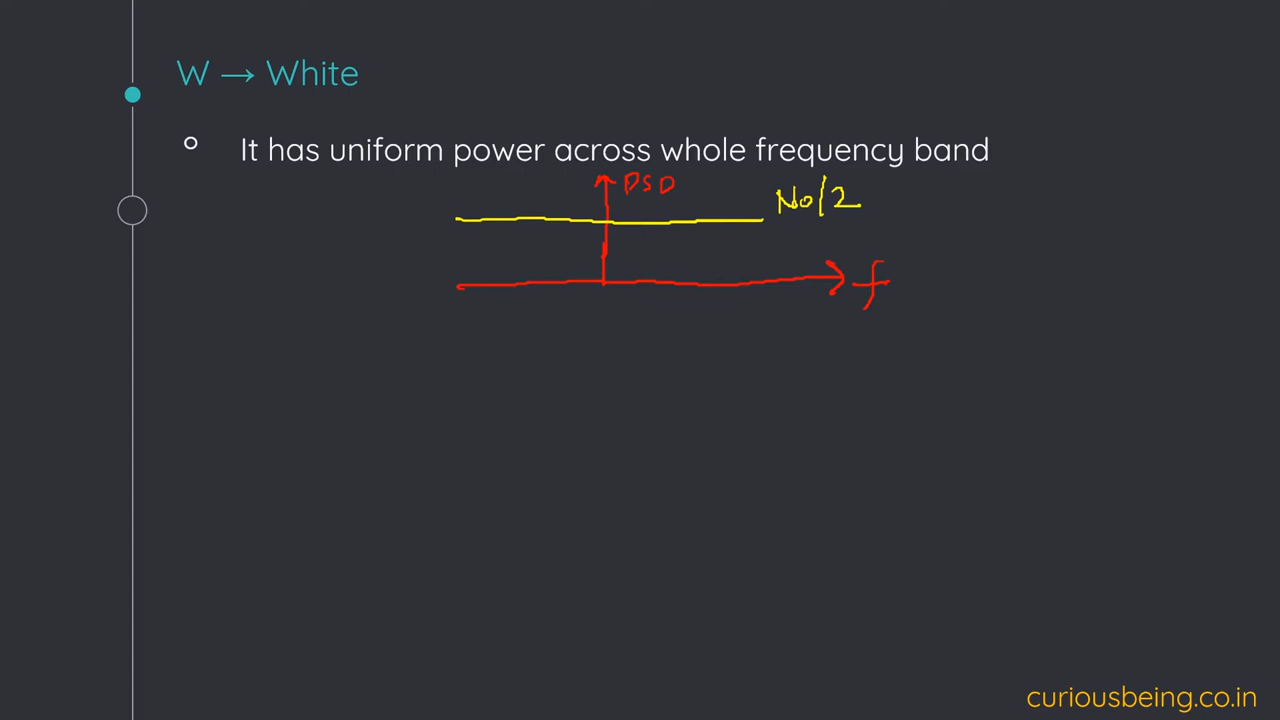 W → White
It has uniform power across whole frequency band
PSD
No/2
f
curiousbeing.co.in